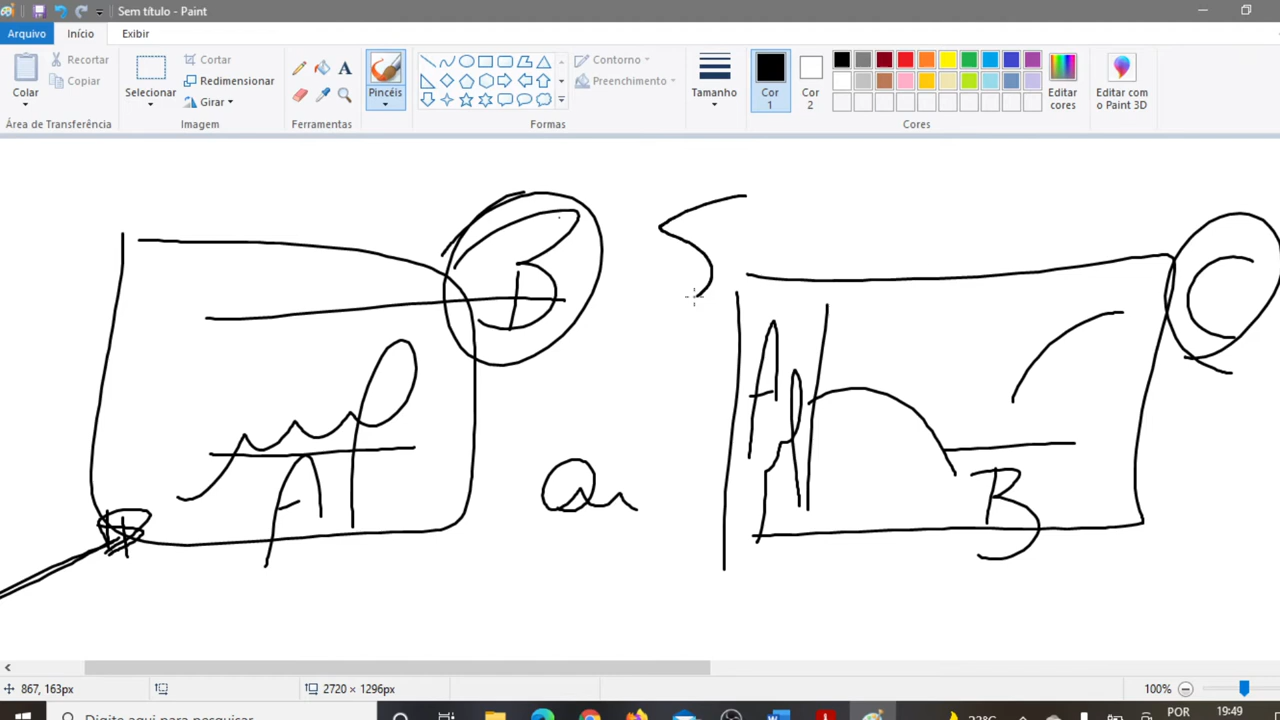 Sem título - Paint
Arquivo Início Exibir
Colar
Recortar
Copiar
Área de Transferência
Selecionar
Cortar
Redimensionar
Girar
Imagem
Ferramentas
Pincéis
Contorno
Preenchimento
Formas
Tamanho
Cor 1
Cor 2
Editar cores
Editar com o Paint 3D
Cores
B
S
C
B
867, 163px
2720 × 1296px
100%
Digite aqui para pesquisar
POR
19:49